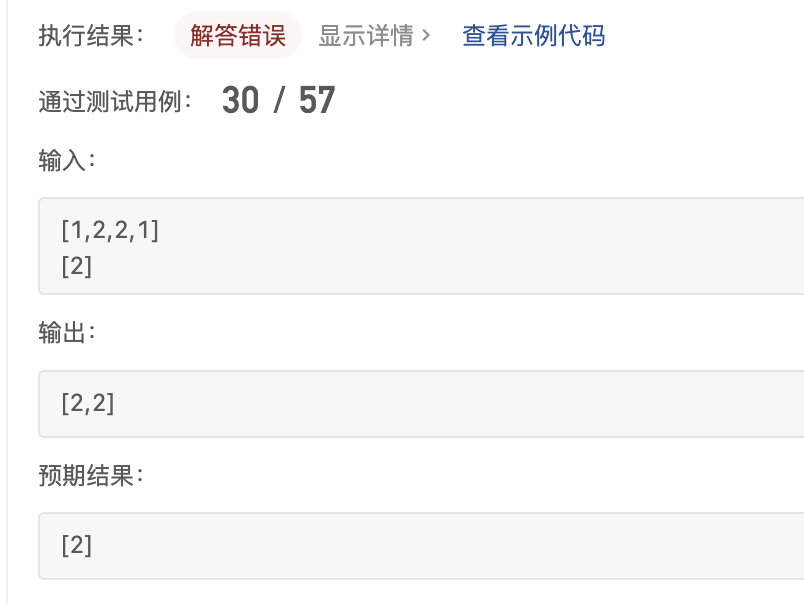 执行结果： 解答错误 显示详情 › 查看示例代码
通过测试用例： 30 / 57
输入：
[1,2,2,1]
[2]
输出：
[2,2]
预期结果：
[2]